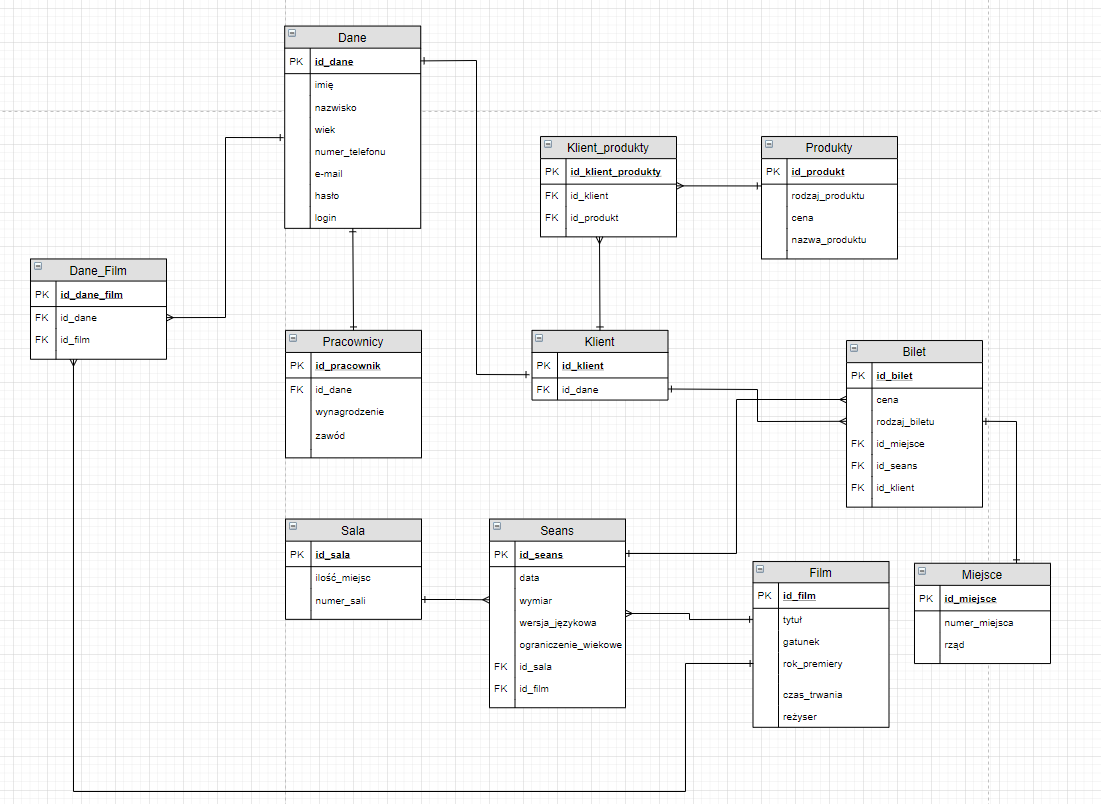 Dane
PK id_dane
imię
nazwisko
wiek
numer_telefonu
e-mail
hasło
login
Klient_produkty
PK id_klient_produkty
FK id_klient
FK id_produkt
Produkty
PK id_produkt
rodzaj_produktu
cena
nazwa_produktu
Dane_Film
PK id_dane_film
FK id_dane
FK id_film
Pracownicy
PK id_pracownik
FK id_dane
wynagrodzenie
zawód
Klient
PK id_klient
FK id_dane
Bilet
PK id_bilet
cena
rodzaj_biletu
FK id_miejsce
FK id_seans
FK id_klient
Sala
PK id_sala
ilość_miejsc
numer_sali
Seans
PK id_seans
data
wymiar
wersja_językowa
ograniczenie_wiekowe
FK id_sala
FK id_film
Film
PK id_film
tytuł
gatunek
rok_premiery
czas_trwania
reżyser
Miejsce
PK id_miejsce
numer_miejsca
rząd